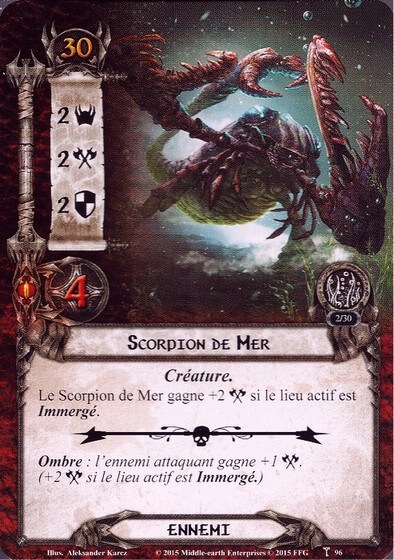 30
2
2
2
4
2/30
Scorpion de Mer
Créature.
Le Scorpion de Mer gagne +2 si le lieu actif est
Immergé.
Ombre : l'ennemi attaquant gagne +1.
(+2 si le lieu actif est Immergé.)
ENNEMI
Illus. Aleksander Karcz © 2015 Middle-earth Enterprises © 2015 FFG 96